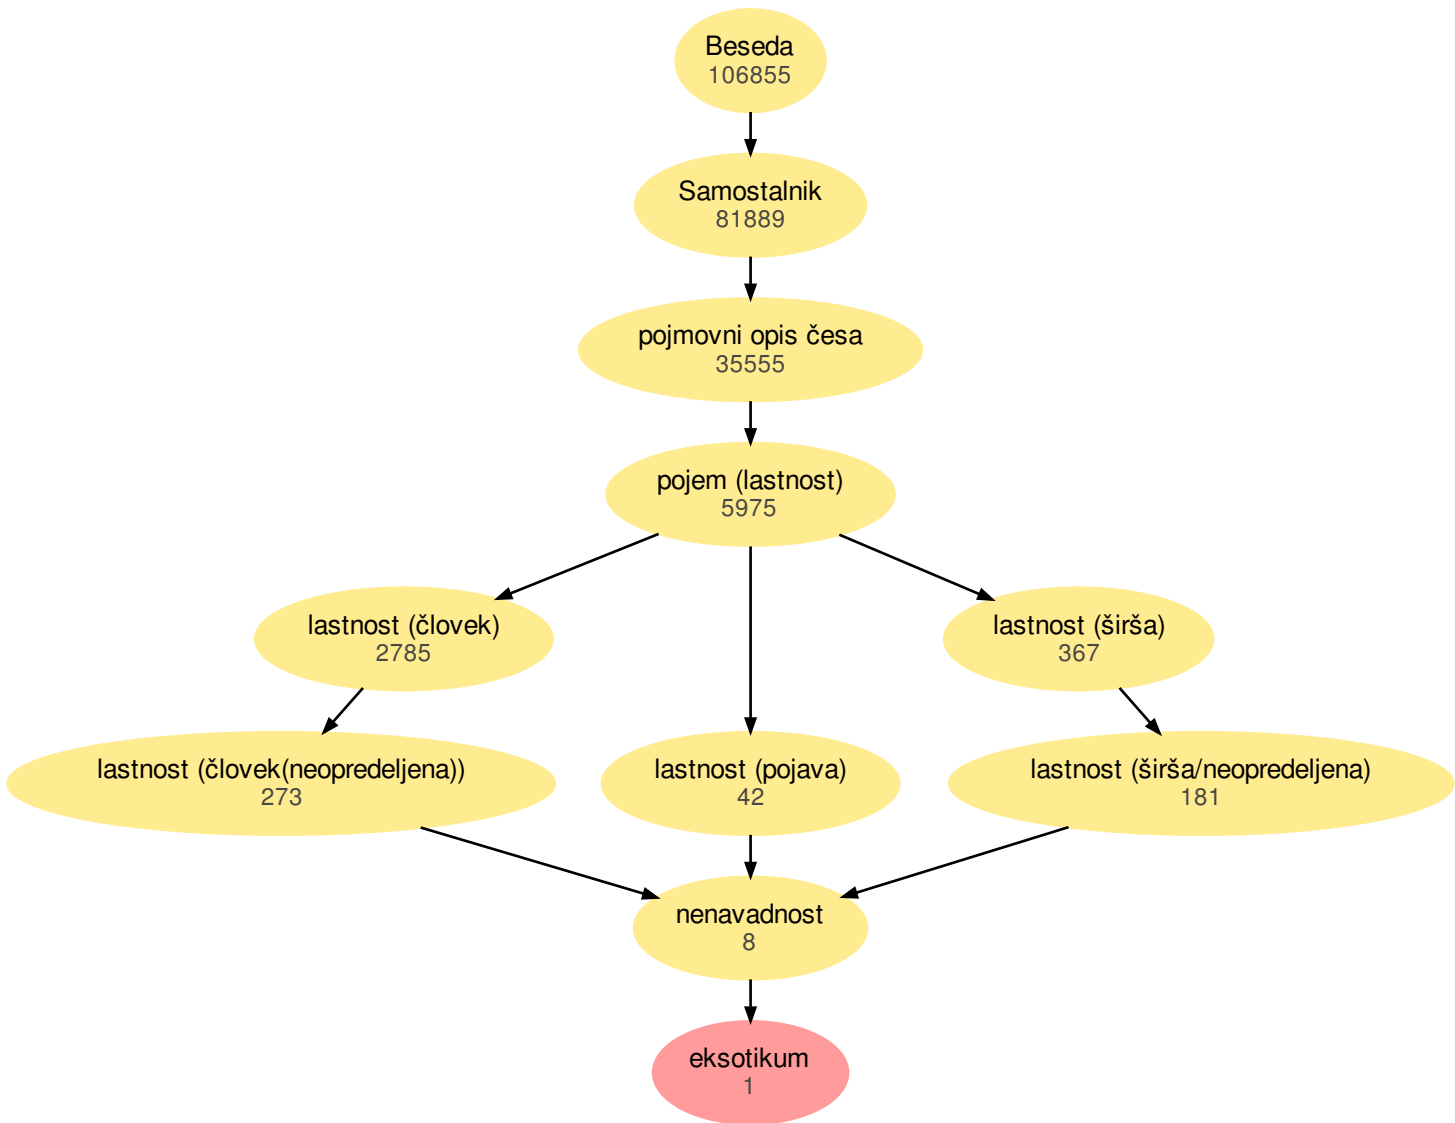 Beseda
106855
Samostalnik
81889
pojmovni opis česa
35555
pojem (lastnost)
5975
lastnost (človek)
2785
lastnost (širša)
367
lastnost (človek(neopredeljena))
273
lastnost (pojava)
42
lastnost (širša/neopredeljena)
181
nenavadnost
8
eksotikum
1